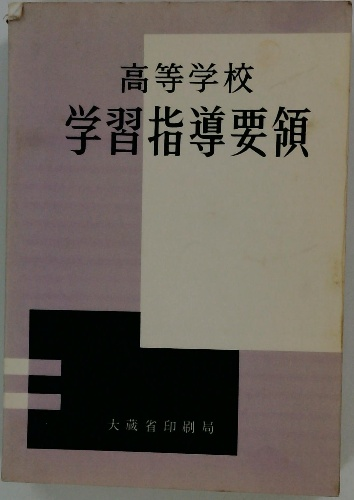 高等学校
学習指導要領
大蔵省印刷局